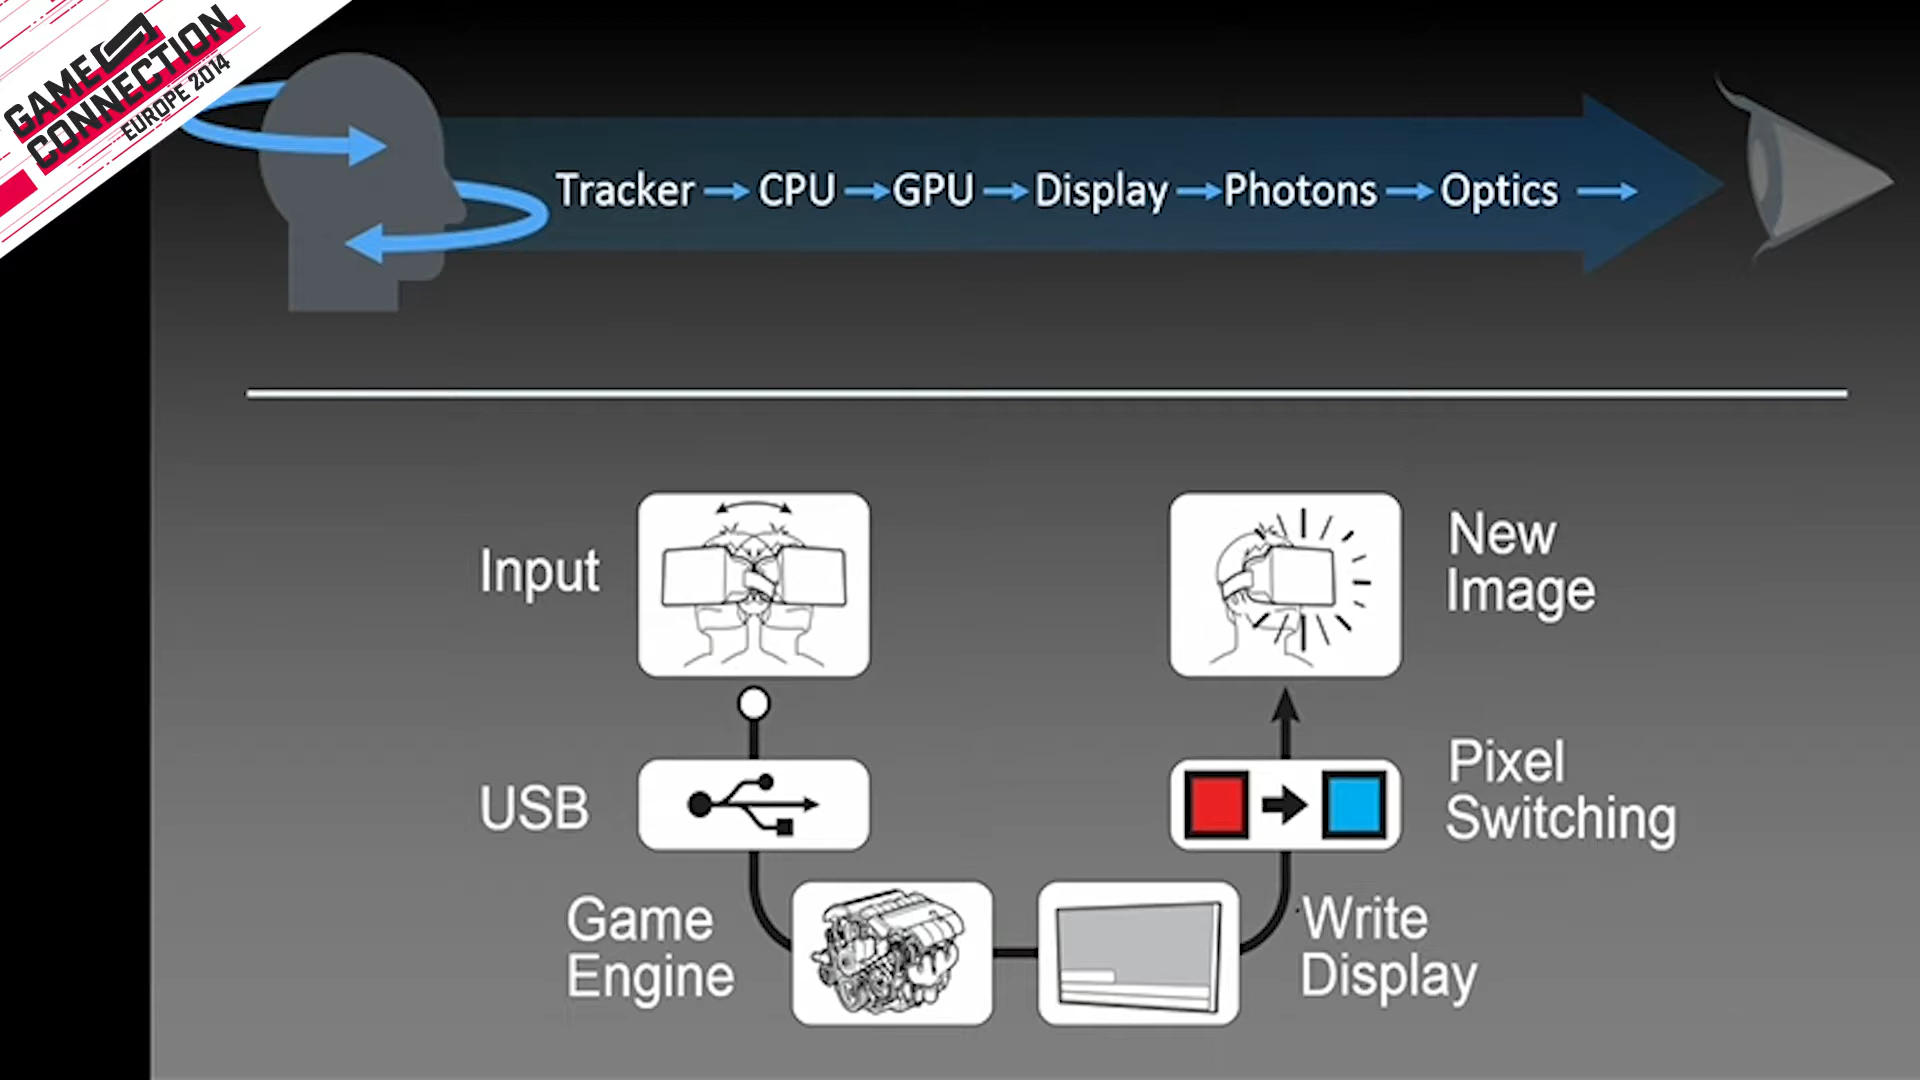 GAME
CONNECTION
EUROPE 2014
Tracker → CPU → GPU → Display → Photons → Optics →
Input
New
Image
USB
Pixel
Switching
Game
Engine
Write
Display